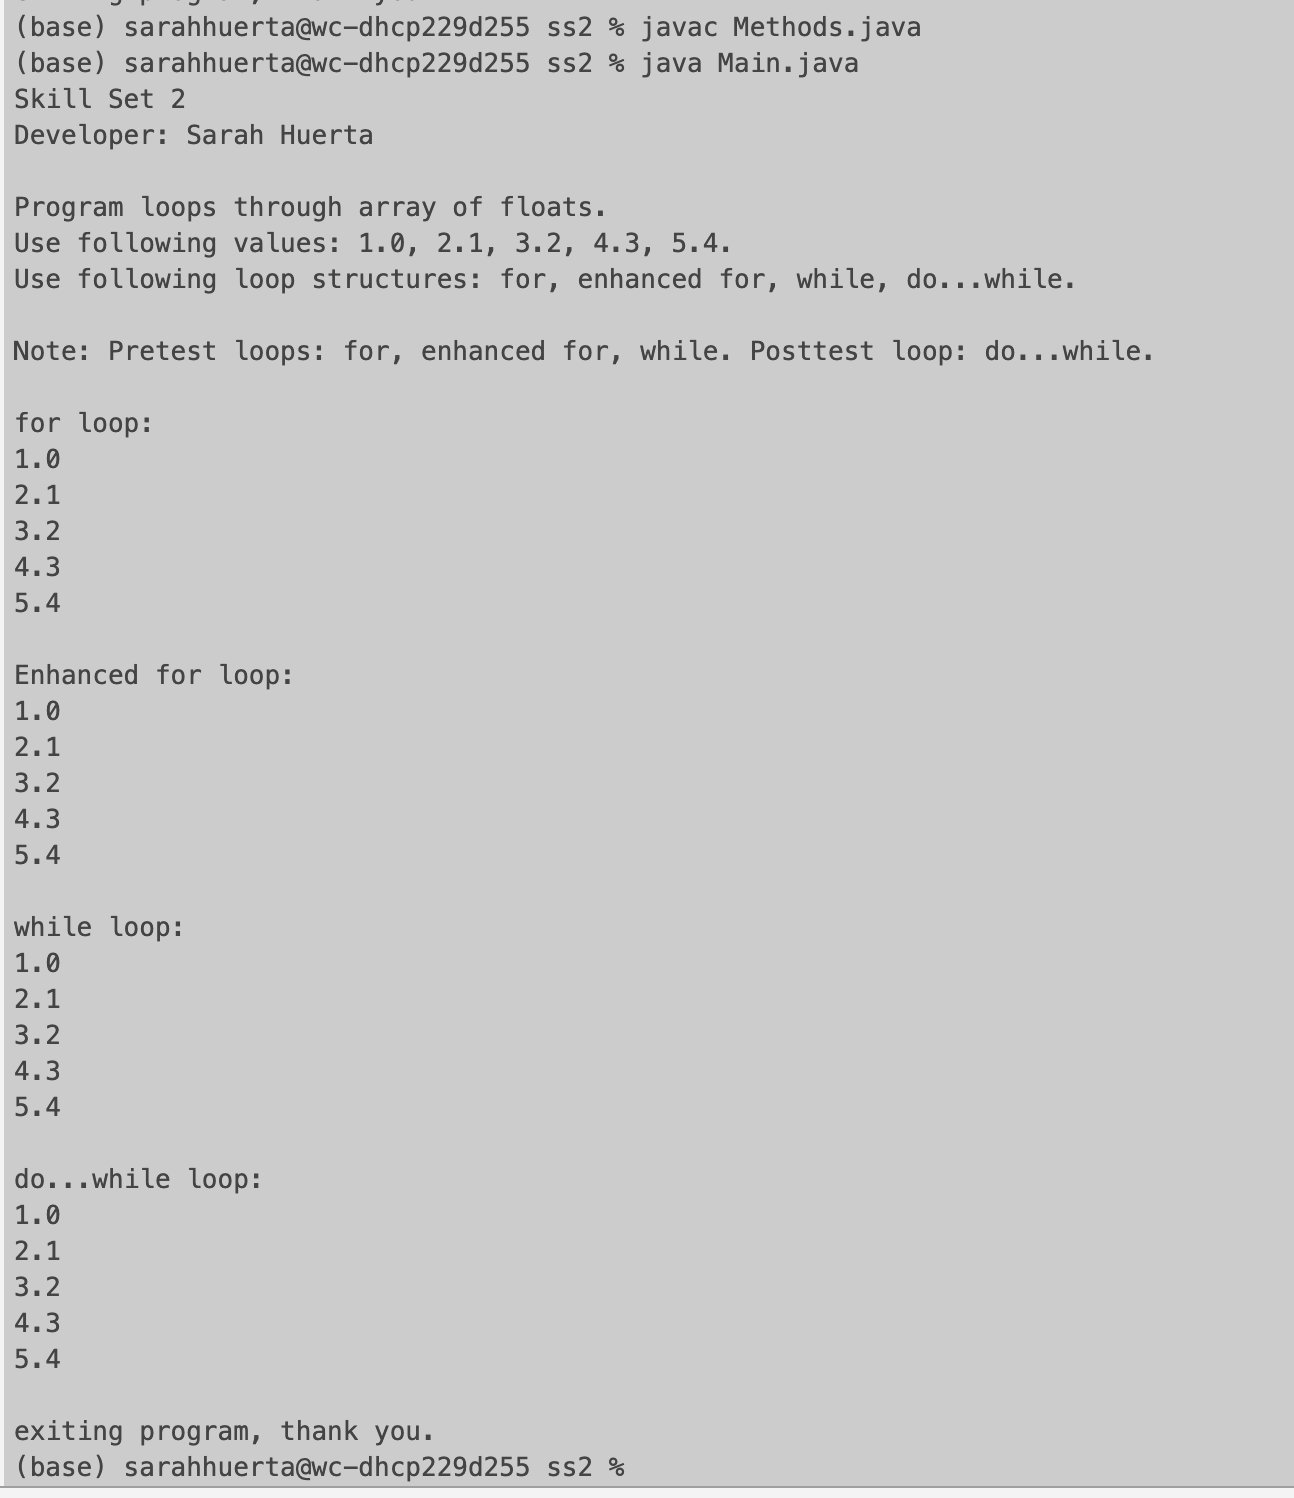 (base) sarahhuerta@wc-dhcp229d255 ss2 % javac Methods.java
(base) sarahhuerta@wc-dhcp229d255 ss2 % java Main.java
Skill Set 2
Developer: Sarah Huerta
Program loops through array of floats.
Use following values: 1.0, 2.1, 3.2, 4.3, 5.4.
Use following loop structures: for, enhanced for, while, do...while.
Note: Pretest loops: for, enhanced for, while. Posttest loop: do...while.
for loop:
1.0
2.1
3.2
4.3
5.4
Enhanced for loop:
1.0
2.1
3.2
4.3
5.4
while loop:
1.0
2.1
3.2
4.3
5.4
do...while loop:
1.0
2.1
3.2
4.3
5.4
exiting program, thank you.
(base) sarahhuerta@wc-dhcp229d255 ss2 %